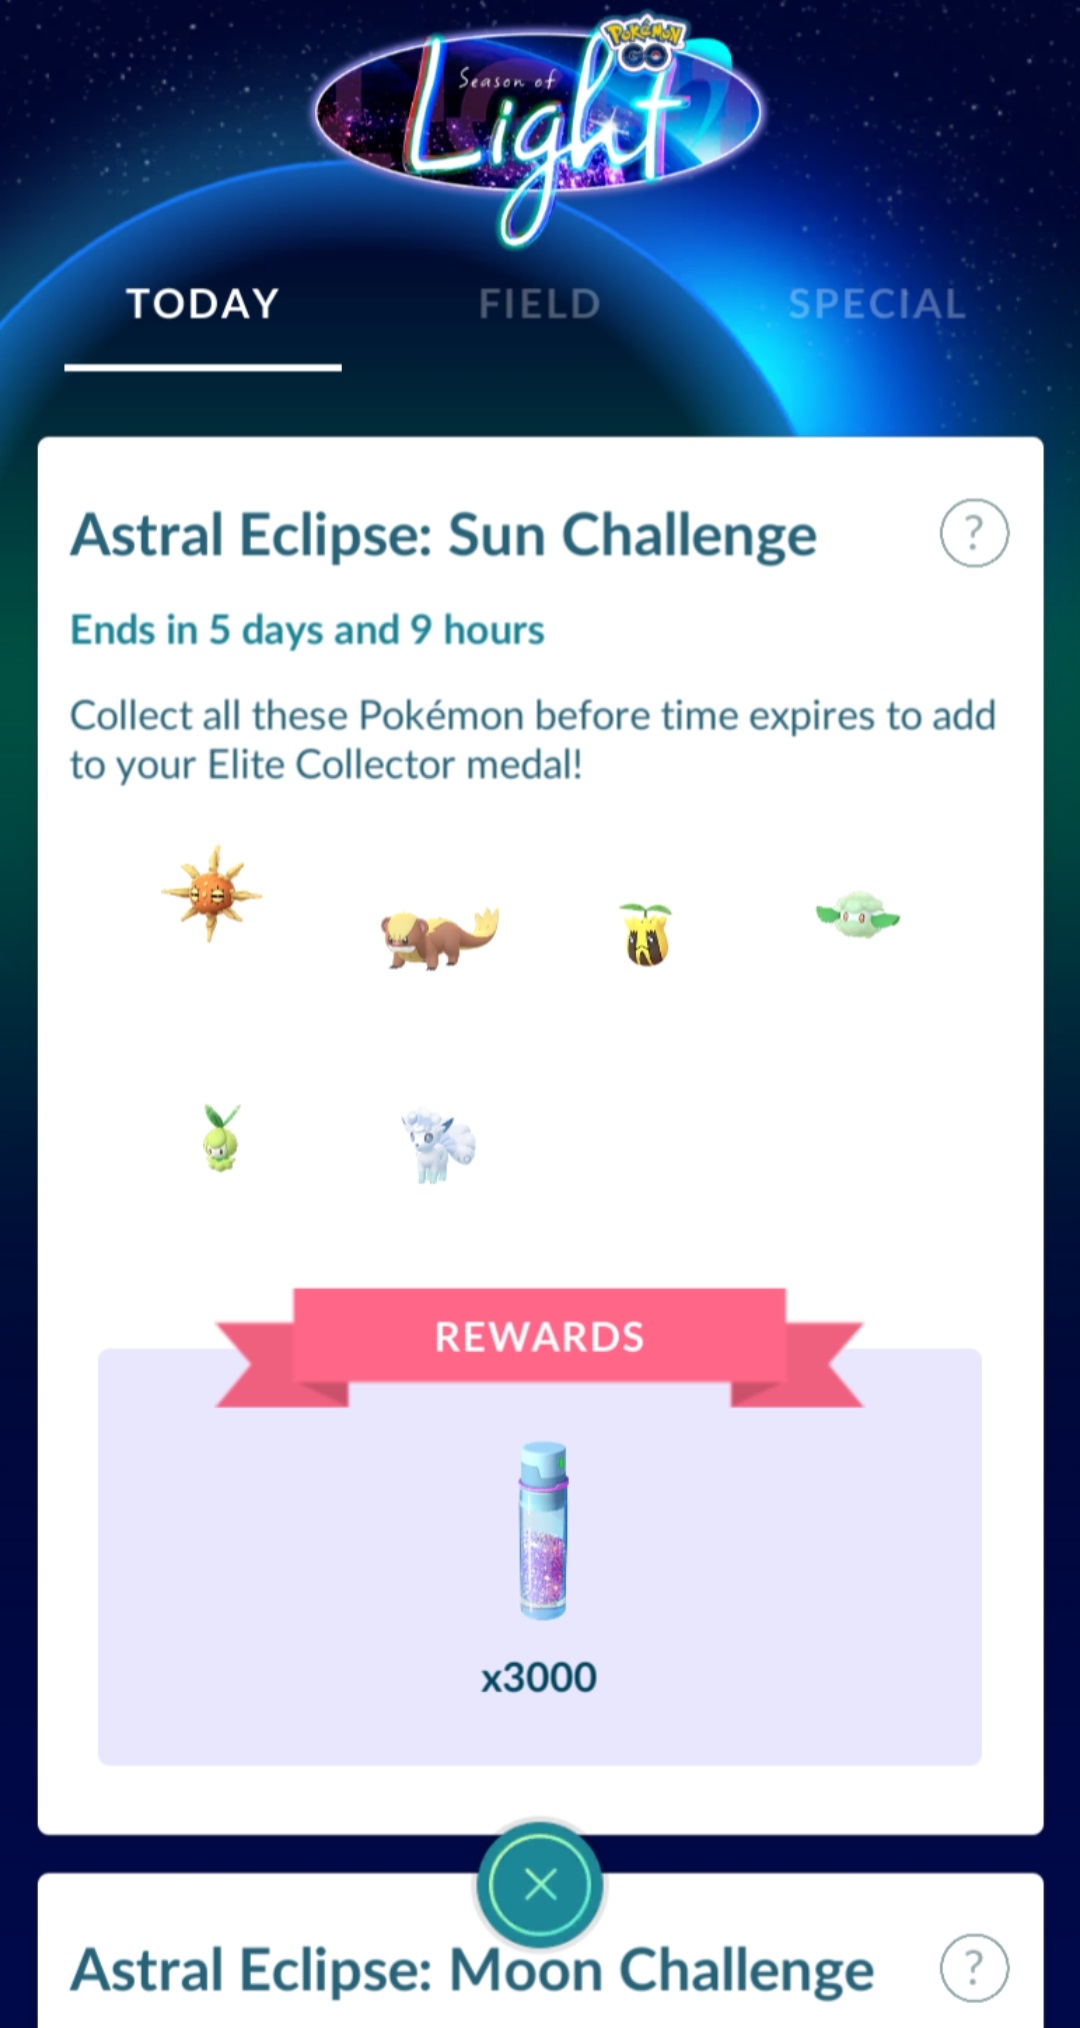 POKÉMON
GO
Season of
Light
TODAY
FIELD
SPECIAL
Astral Eclipse: Sun Challenge
?
Ends in 5 days and 9 hours
Collect all these Pokémon before time expires to add
to your Elite Collector medal!
REWARDS
x3000
Astral Eclipse: Moon Challenge
?